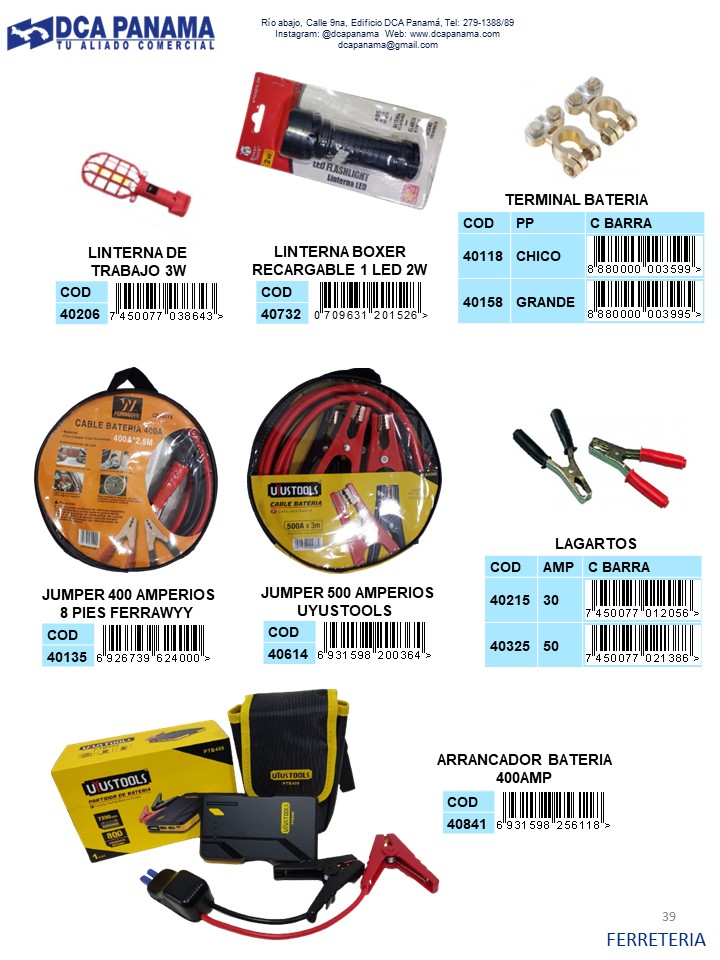 DCA PANAMA
TU ALIADO COMERCIAL
Río abajo, Calle 9na, Edificio DCA Panamá, Tel: 279-1388/89
Instagram: @dcapanama Web: www.dcapanama.com
dcapanama@gmail.com
LED FLASHLIGHT
Linterna LED
2W
LINTERNA DE
TRABAJO 3W
COD
40206
7 450077 038643 >
LINTERNA BOXER
RECARGABLE 1 LED 2W
COD
40732
0 709631 201526 >
TERMINAL BATERIA
COD PP C BARRA
40118 CHICO
8 880000 003599 >
40158 GRANDE
8 880000 003995 >
FERRAWYY
CABLE BATERIA 400A
400A*2.5M
JUMPER 400 AMPERIOS
8 PIES FERRAWYY
COD
40135
6 926739 624000 >
UYUSTOOLS
CABLE BATERIA
500A x 3m
JUMPER 500 AMPERIOS
UYUSTOOLS
COD
40614
6 931598 200364 >
LAGARTOS
COD AMP C BARRA
40215 30
7 450077 012056 >
40325 50
7 450077 021386 >
UYUSTOOLS
PTB400
UYUSTOOLS
PARTIDOR DE BATERIA
800
UYUSTOOLS
PTB400
UYUSTOOLS
ARRANCADOR BATERIA
400AMP
COD
40841
6 931598 256118 >
39
FERRETERIA